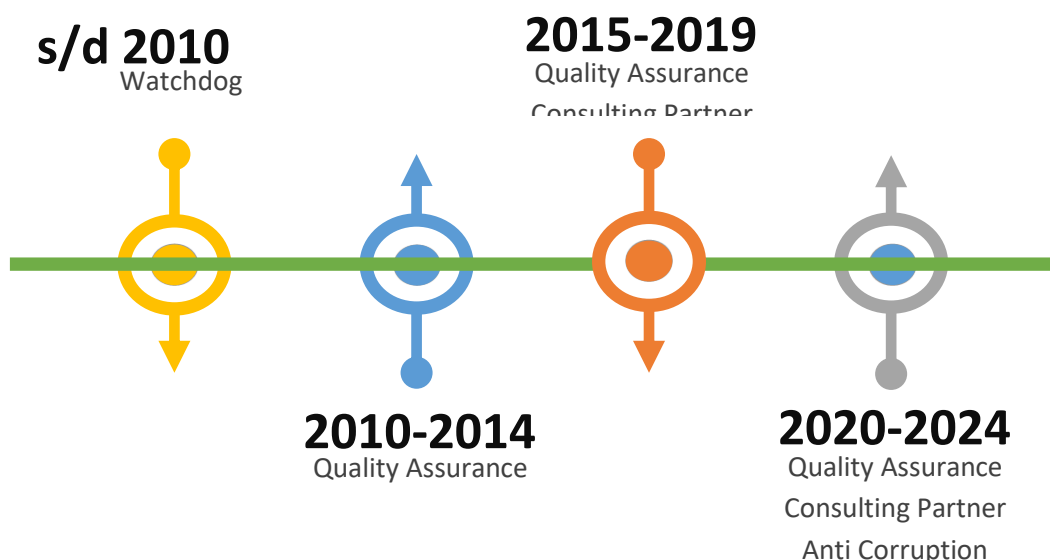 s/d 2010
Watchdog
2010-2014
Quality Assurance
2015-2019
Quality Assurance
Consulting Partner
2020-2024
Quality Assurance
Consulting Partner
Anti Corruption